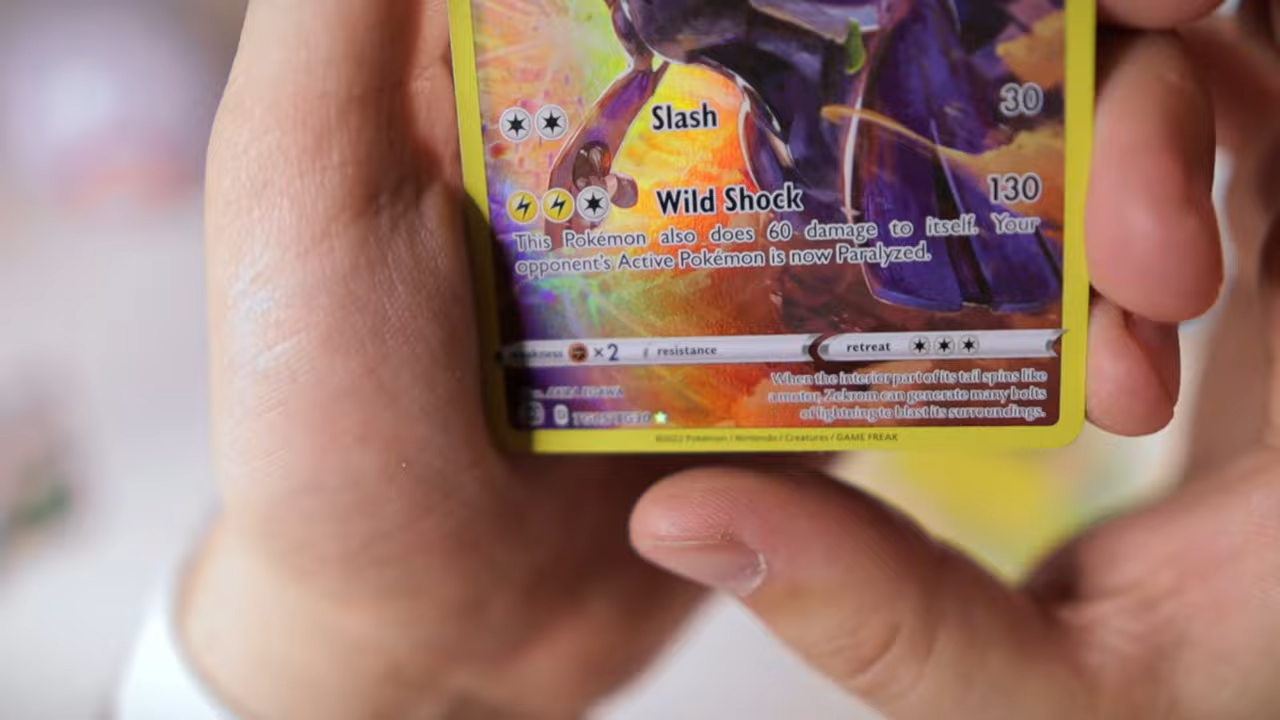 Slash 30
Wild Shock 130
This Pokémon also does 60 damage to itself. Your
opponent's Active Pokémon is now Paralyzed.
weakness ×2 resistance retreat
When the interior part of its tail spins like
a motor, Zekrom can generate many bolts
of lightning to blast its surroundings.
©2022 Pokémon / Nintendo / Creatures / GAME FREAK